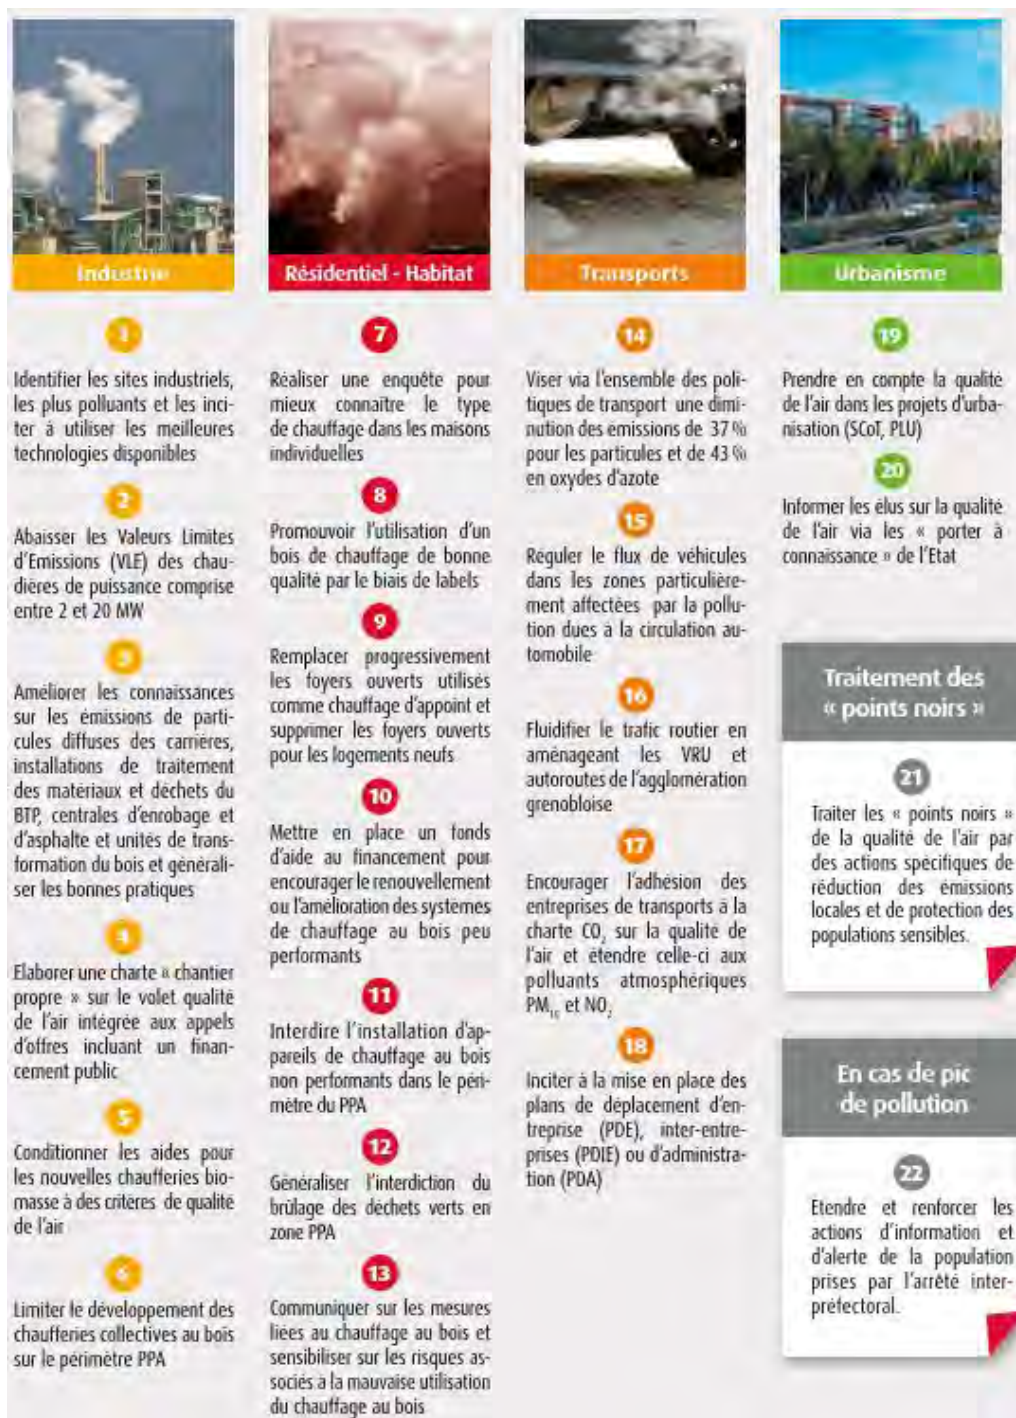 Industrie
1
Identifier les sites industriels,
les plus polluants et les inci-
ter à utiliser les meilleures
technologies disponibles
2
Abaisser les Valeurs Limites
d'Emissions (VLE) des chau-
dières de puissance comprise
entre 2 et 20 MW
3
Améliorer les connaissances
sur les émissions de parti-
cules diffuses des carrières,
installations de traitement
des matériaux et déchets du
BTP, centrales d'enrobage et
d'asphalte et unités de trans-
formation du bois et générali-
ser les bonnes pratiques
4
Elaborer une charte « chantier
propre » sur le volet qualité
de l'air intégrée aux appels
d'offres incluant un finan-
cement public
5
Conditionner les aides pour
les nouvelles chaufferies bio-
masse à des critères de qualité
de l'air
6
Limiter le développement des
chaufferies collectives au bois
sur le périmètre PPA
Résidentiel - Habitat
7
Réaliser une enquête pour
mieux connaître le type
de chauffage dans les maisons
individuelles
8
Promouvoir l'utilisation d'un
bois de chauffage de bonne
qualité par le biais de labels
9
Remplacer progressivement
les foyers ouverts utilisés
comme chauffage d'appoint et
supprimer les foyers ouverts
pour les logements neufs
10
Mettre en place un fonds
d'aide au financement pour
encourager le renouvellement
ou l'amélioration des systèmes
de chauffage au bois peu
performants
11
Interdire l'installation d'ap-
pareils de chauffage au bois
non performants dans le péri-
mètre du PPA
12
Généraliser l'interdiction du
brûlage des déchets verts en
zone PPA
13
Communiquer sur les mesures
liées au chauffage au bois et
sensibiliser sur les risques as-
sociés à la mauvaise utilisation
du chauffage au bois
Transports
14
Viser via l'ensemble des poli-
tiques de transport une dimi-
nution des émissions de 37 %
pour les particules et de 43 %
en oxydes d'azote
15
Réguler le flux de véhicules
dans les zones particulière-
ment affectées par la pollu-
tion dues à la circulation au-
tomobile
16
Fluidifier le trafic routier en
aménageant les VRU et
autoroutes de l'agglomération
grenobloise
17
Encourager l'adhésion des
entreprises de transports à la
charte CO2 sur la qualité de
l'air et étendre celle-ci aux
polluants atmosphériques
PM10 et NO2
18
Inciter à la mise en place des
plans de déplacement d'en-
treprise (PDE), inter-entre-
prises (PDIE) ou d'administra-
tion (PDA)
Urbanisme
19
Prendre en compte la qualité
de l'air dans les projets d'urba-
nisation (SCoT, PLU)
20
Informer les élus sur la qualité
de l'air via les « porter à
connaissance » de l'Etat
Traitement des
« points noirs »
21
Traiter les « points noirs »
de la qualité de l'air par
des actions spécifiques de
réduction des émissions
locales et de protection des
populations sensibles.
En cas de pic
de pollution
22
Etendre et renforcer les
actions d'information et
d'alerte de la population
prises par l'arrêté inter-
préfectoral.